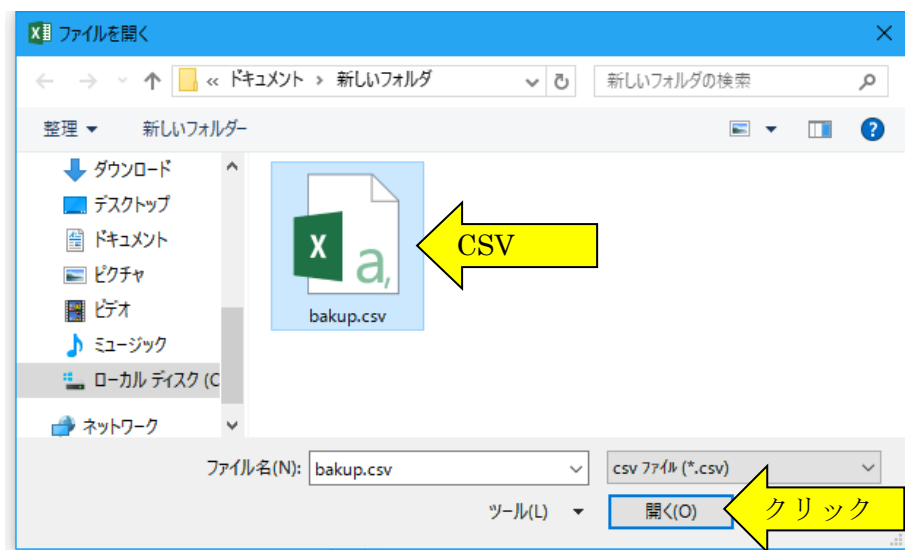 ファイルを開く
« ドキュメント › 新しいフォルダ
新しいフォルダの検索
整理 新しいフォルダー
ダウンロード
デスクトップ
ドキュメント
ピクチャ
ビデオ
ミュージック
ローカル ディスク (C
ネットワーク
X a,
bakup.csv
CSV
ファイル名(N): bakup.csv
csv ファイル (*.csv)
ツール(L)
開く(O)
クリック